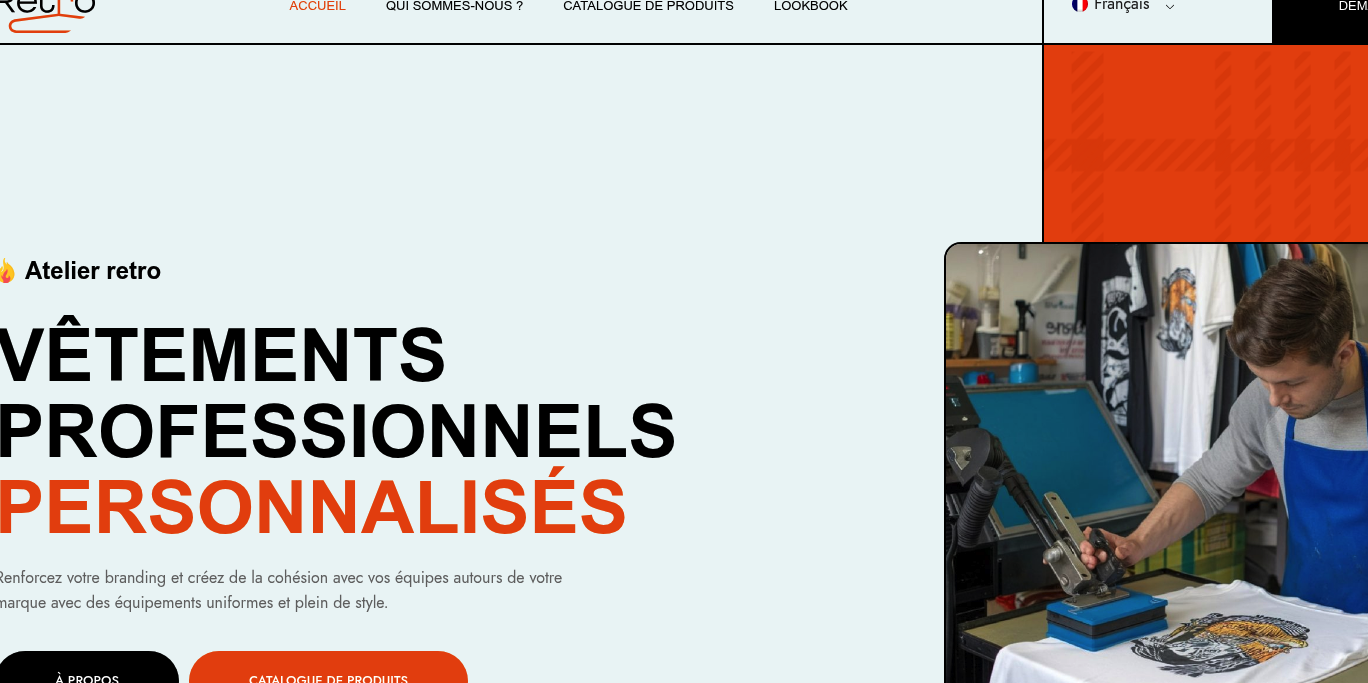 Retro
ACCUEIL QUI SOMMES-NOUS ? CATALOGUE DE PRODUITS LOOKBOOK Français
Atelier retro
VÊTEMENTS
PROFESSIONNELS
PERSONNALISÉS
Renforcez votre branding et créez de la cohésion avec vos équipes autours de votre
marque avec des équipements uniformes et plein de style.
À PROPOS CATALOGUE DE PRODUITS